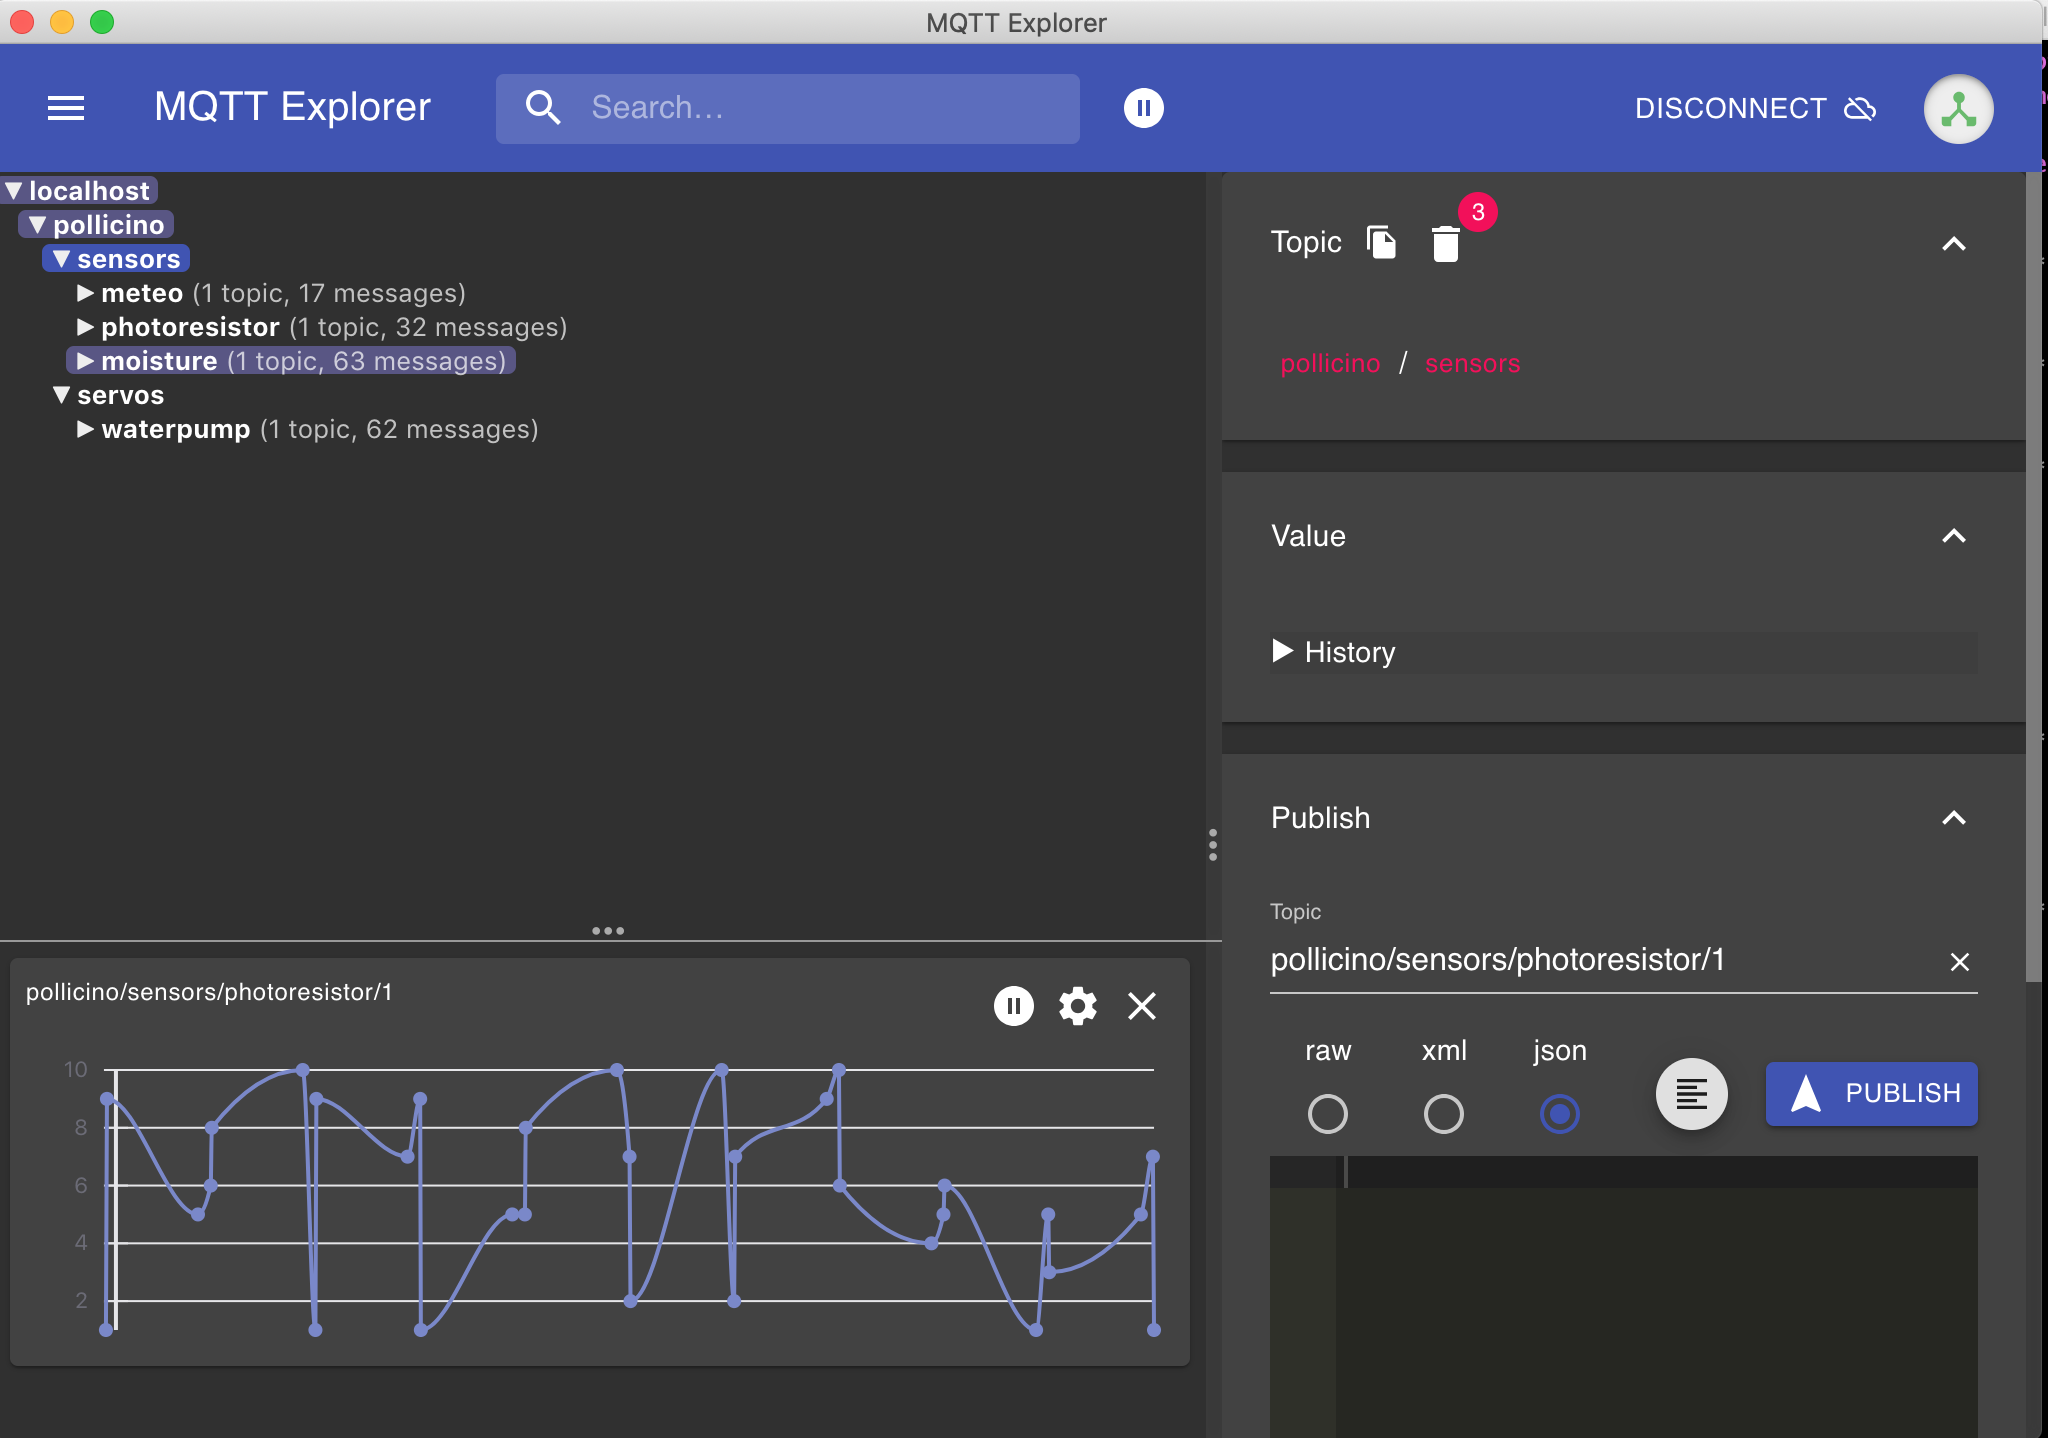 MQTT Explorer
MQTT Explorer
Search...
DISCONNECT
localhost
pollicino
sensors
meteo (1 topic, 17 messages)
photoresistor (1 topic, 32 messages)
moisture (1 topic, 63 messages)
servos
waterpump (1 topic, 62 messages)
pollicino/sensors/photoresistor/1
10
8
6
4
2
Topic
3
pollicino / sensors
Value
History
Publish
Topic
pollicino/sensors/photoresistor/1
raw
xml
json
PUBLISH